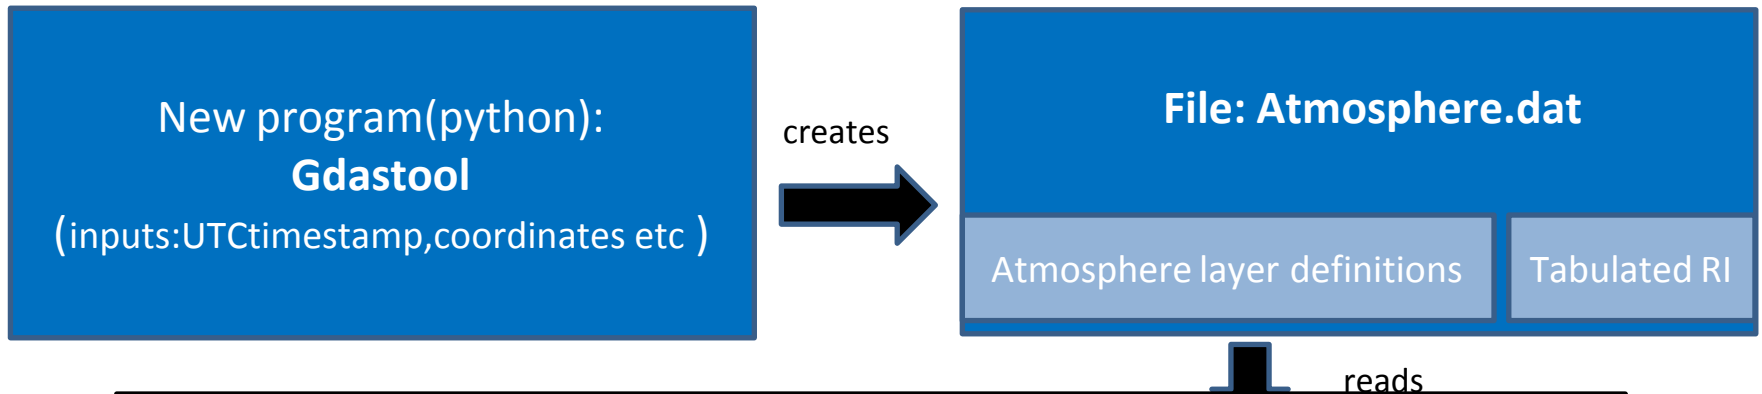 New program(python):
Gdastool
(inputs:UTCtimestamp,coordinates etc )
creates
File: Atmosphere.dat
Atmosphere layer definitions
Tabulated RI
reads